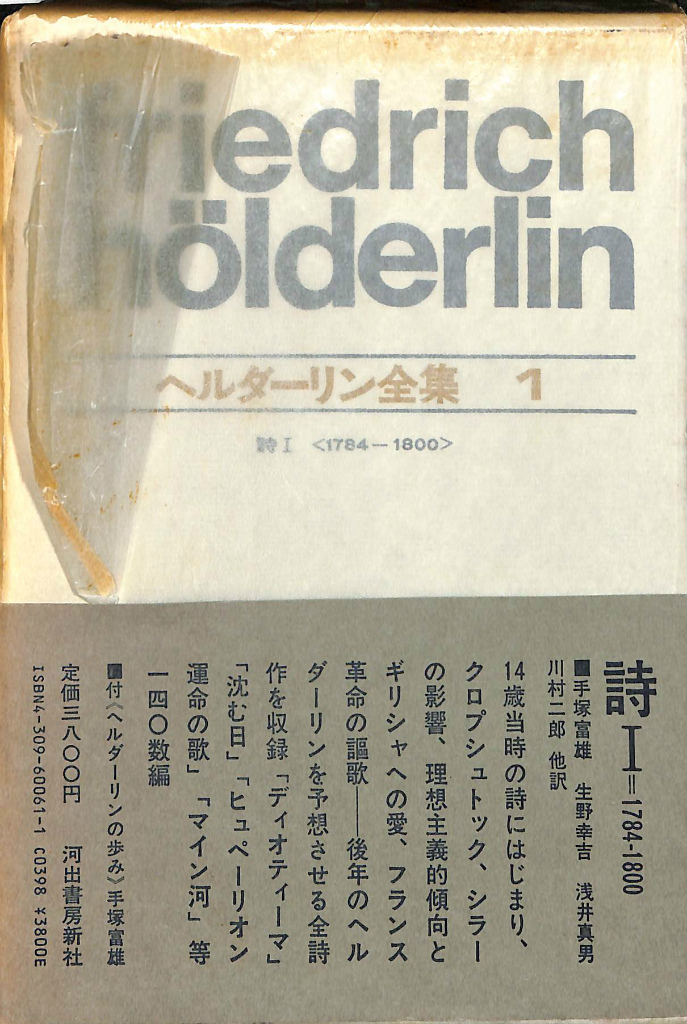 friedrich
hölderlin
ヘルダーリン全集 1
詩Ⅰ <1784—1800>
詩Ⅰ=1784-1800
■手塚富雄 生野幸吉 浅井真男
川村二郎 他訳
14歳当時の詩にはじまり、
クロプシュトック、シラー
の影響、理想主義的傾向と
ギリシャへの愛、フランス
革命の謳歌——後年のヘル
ダーリンを予想させる全詩
作を収録「ディオティーマ」
「沈む日」「ヒュペーリオン
運命の歌」「マイン河」等
一四〇数編
■付〈ヘルダーリンの歩み〉手塚富雄
定価三八〇〇円 河出書房新社
ISBN4-309-60061-1 C0398 ¥3800E